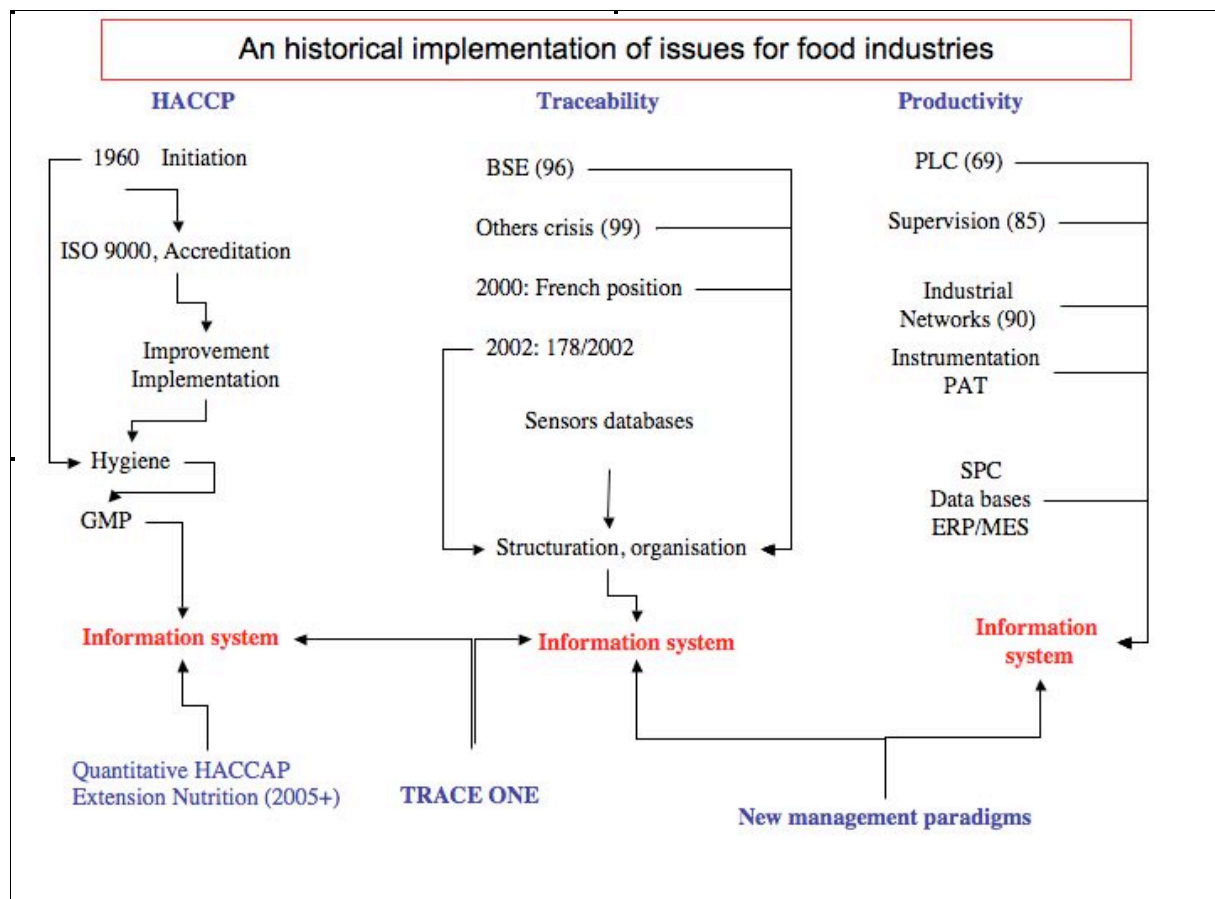 An historical implementation of issues for food industries
HACCP
1960 Initiation
ISO 9000, Accreditation
Improvement
Implementation
Hygiene
GMP
Information system
Quantitative HACCAP
Extension Nutrition (2005+)
Traceability
BSE (96)
Others crisis (99)
2000: French position
2002: 178/2002
Sensors databases
Structuration, organisation
Information system
TRACE ONE
Productivity
PLC (69)
Supervision (85)
Industrial
Networks (90)
Instrumentation
PAT
SPC
Data bases
ERP/MES
Information
system
New management paradigms